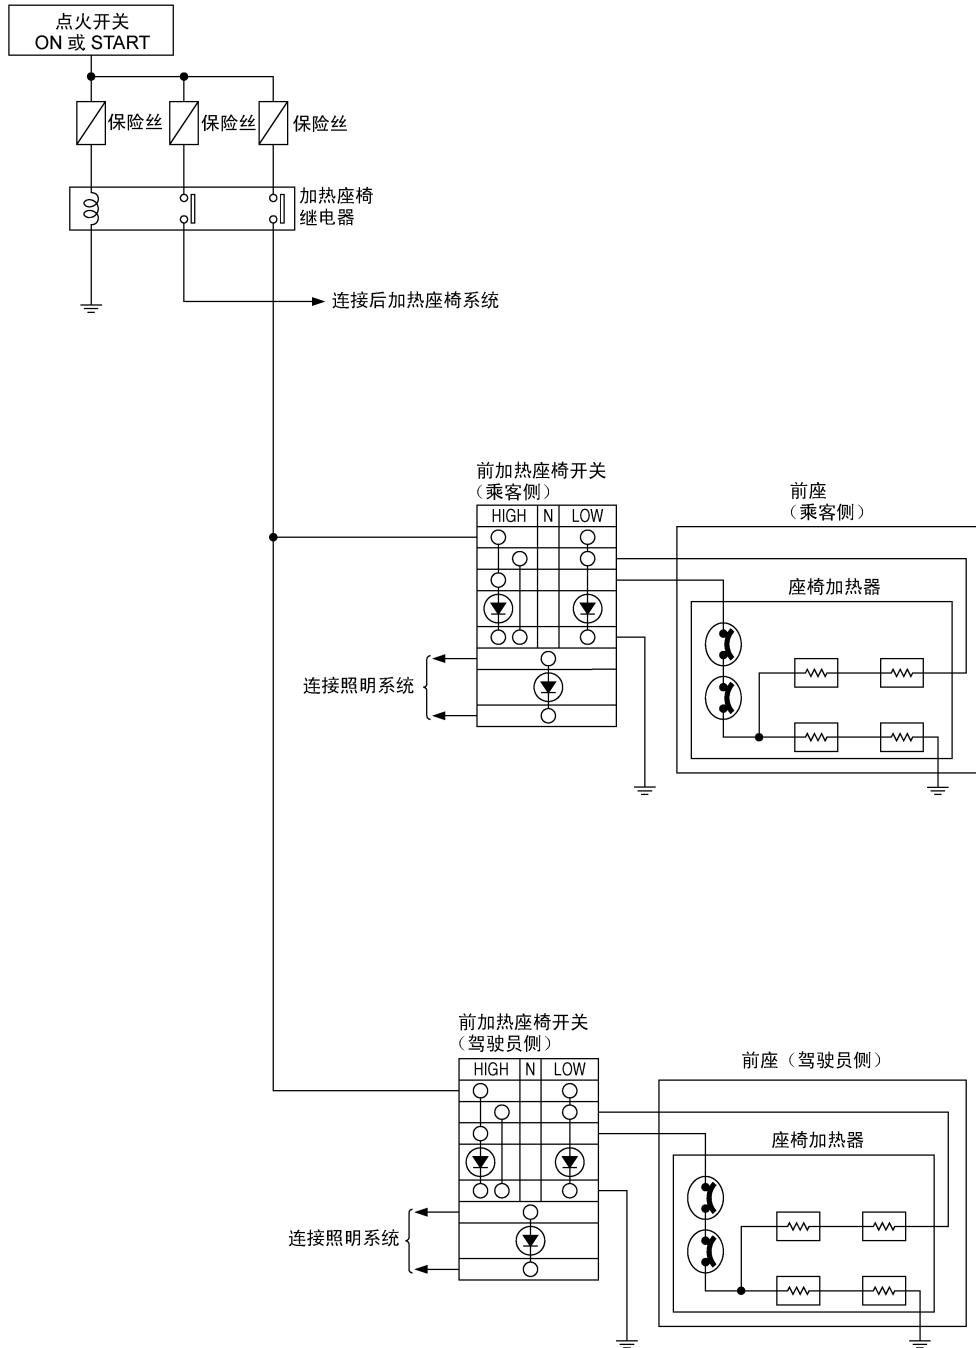 点火开关
ON 或 START
保险丝
保险丝
保险丝
加热座椅
继电器
连接后加热座椅系统
前加热座椅开关
（乘客侧）
HIGH N LOW
前座
（乘客侧）
座椅加热器
连接照明系统
前加热座椅开关
（驾驶员侧）
HIGH N LOW
前座（驾驶员侧）
座椅加热器
连接照明系统